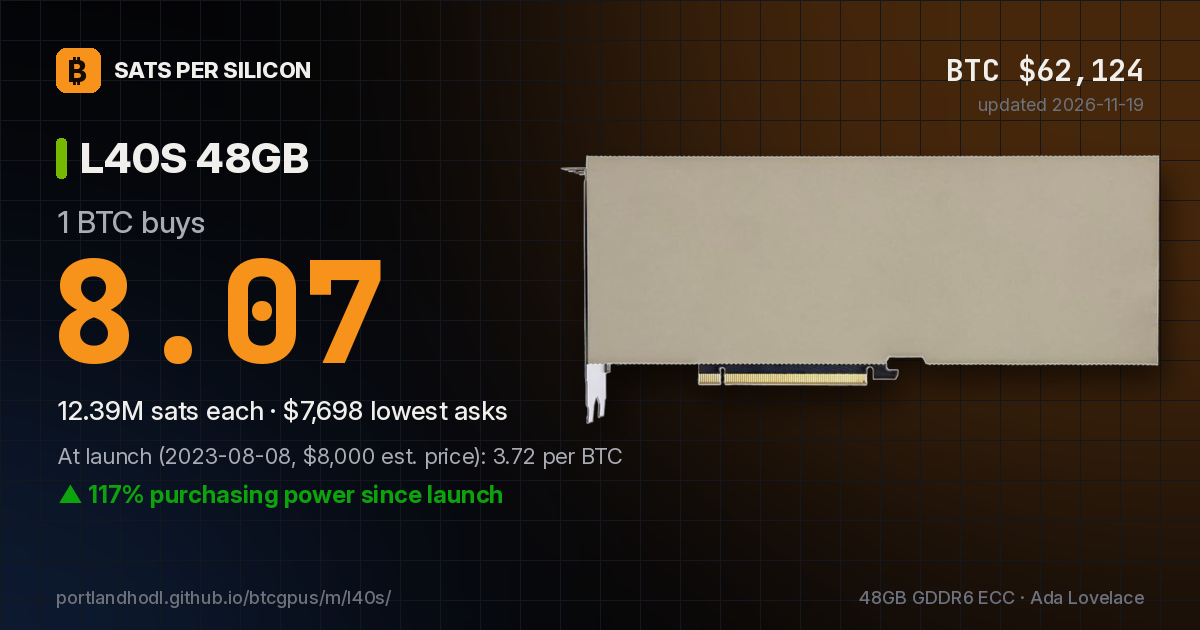 ₿ SATS PER SILICON
BTC $62,124
updated 2026-11-19
L40S 48GB
1 BTC buys
8.07
12.39M sats each · $7,698 lowest asks
At launch (2023-08-08, $8,000 est. price): 3.72 per BTC
▲ 117% purchasing power since launch
portlandhodl.github.io/btcgpus/m/l40s/
48GB GDDR6 ECC · Ada Lovelace